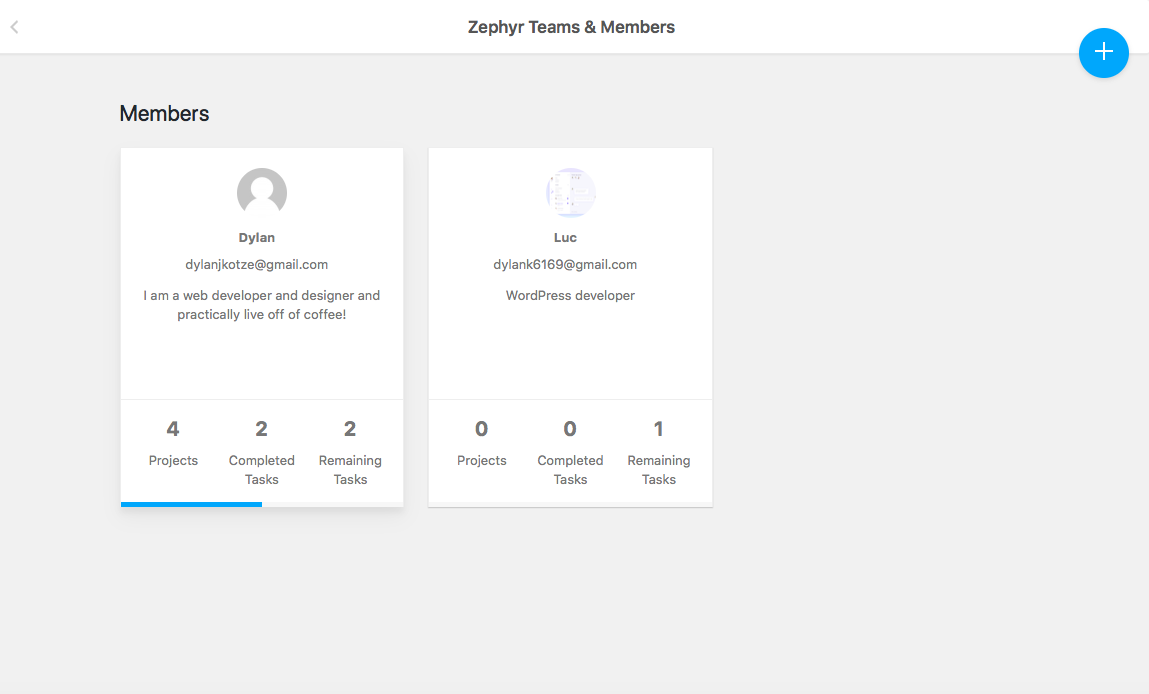 Zephyr Teams & Members
Members
Dylan
dylanjkotze@gmail.com
I am a web developer and designer and
practically live off of coffee!
4
2
2
Projects
Completed
Tasks
Remaining
Tasks
Luc
dylank6169@gmail.com
WordPress developer
0
0
1
Projects
Completed
Tasks
Remaining
Tasks